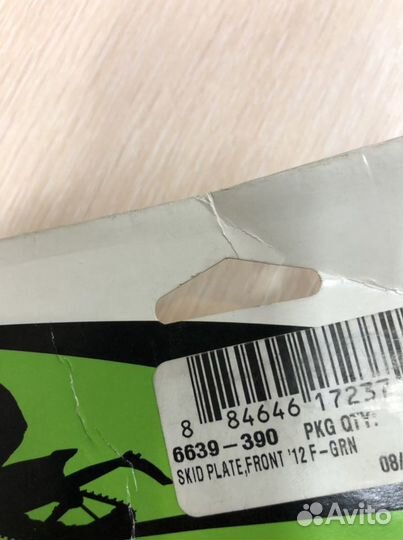 8 84646 17237
6639-390 PKG QTY:
SKID PLATE,FRONT '12 F-GRN
08/
Avito